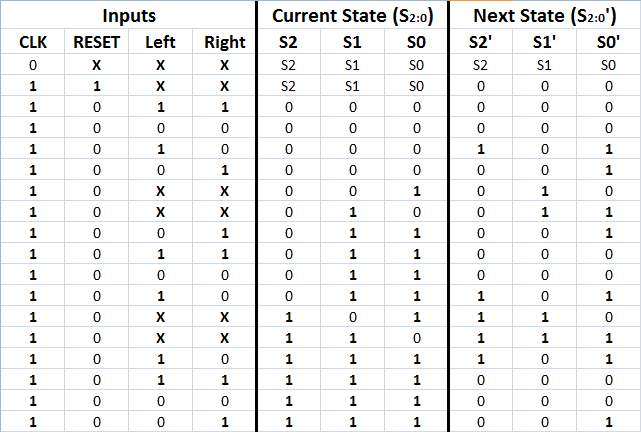 Inputs Current State (S2:0) Next State (S2:0')
CLK RESET Left Right S2 S1 S0 S2' S1' S0'
0 X X X S2 S1 S0 S2 S1 S0
1 1 X X S2 S1 S0 0 0 0
1 0 1 1 0 0 0 0 0 0
1 0 0 0 0 0 0 0 0 0
1 0 1 0 0 0 0 1 0 1
1 0 0 1 0 0 0 0 0 1
1 0 X X 0 0 1 0 1 0
1 0 X X 0 1 0 0 1 1
1 0 0 1 0 1 1 0 0 1
1 0 1 1 0 1 1 0 0 0
1 0 0 0 0 1 1 0 0 0
1 0 1 0 0 1 1 1 0 1
1 0 X X 1 0 1 1 1 0
1 0 X X 1 1 0 1 1 1
1 0 1 0 1 1 1 1 0 1
1 0 1 1 1 1 1 0 0 0
1 0 0 0 1 1 1 0 0 0
1 0 0 1 1 1 1 0 0 1